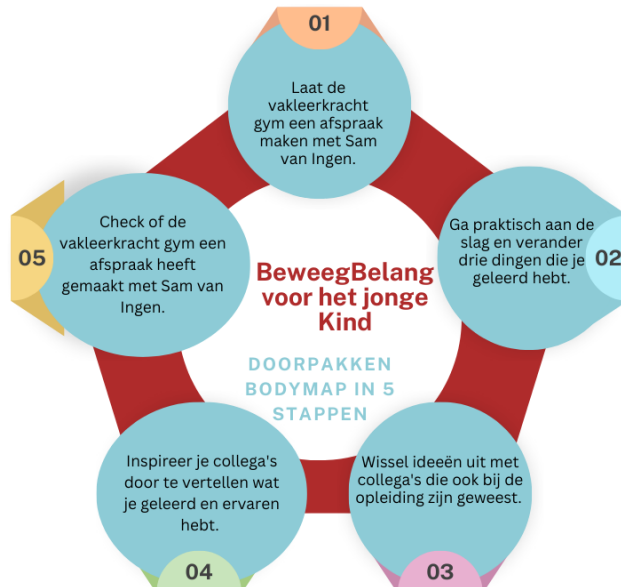 01
Laat de
vakleerkracht
gym een afspraak
maken met Sam
van Ingen.
02
Ga praktisch aan de
slag en verander
drie dingen die je
geleerd hebt.
03
Wissel ideeën uit met
collega's die ook bij de
opleiding zijn geweest.
04
Inspireer je collega's
door te vertellen wat
je geleerd en ervaren
hebt.
05
Check of de
vakleerkracht gym een
afspraak heeft
gemaakt met Sam van
Ingen.
BeweegBelang
voor het jonge
Kind
DOORPAKKEN
BODYMAP IN 5
STAPPEN